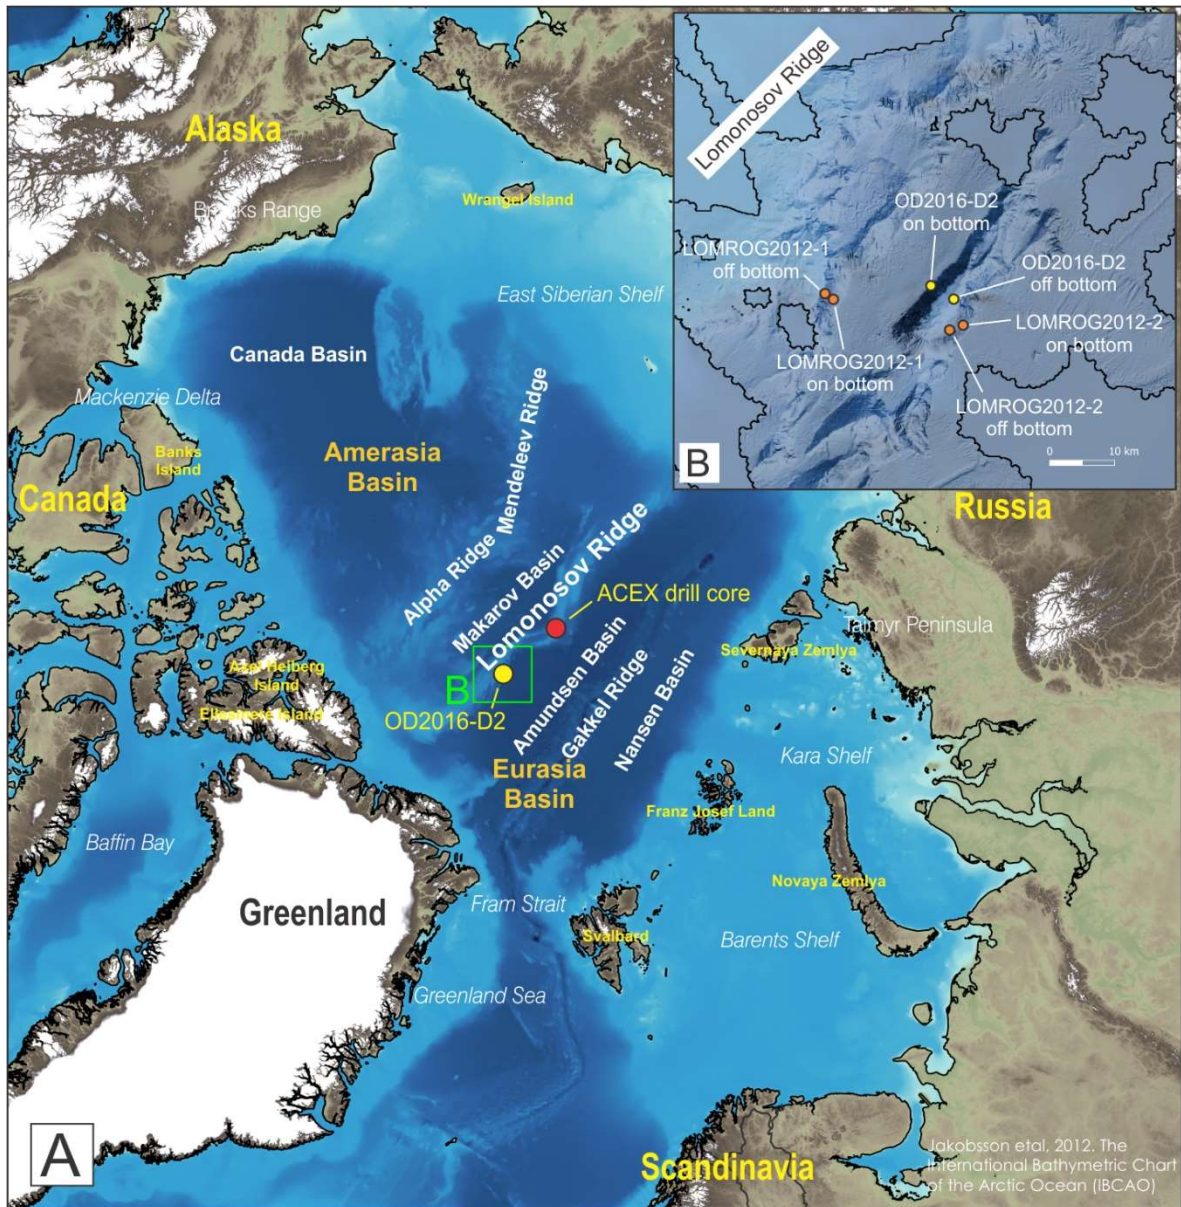 Alaska
Brooks Range
Wrangel Island
East Siberian Shelf
Canada Basin
Mackenzie Delta
Banks
Island
Canada
Amerasia
Basin
Mendeleev Ridge
Alpha Ridge
Makarov Basin
Lomonosov Ridge
ACEX drill core
B
OD2016-D2
Amundsen Basin
Gakkel Ridge
Nansen Basin
Eurasia
Basin
Axel Heiberg
Island
Ellesmere Island
Russia
Taimyr Peninsula
Severnaya Zemlya
Kara Shelf
Franz Josef Land
Novaya Zemlya
Baffin Bay
Greenland
Fram Strait
Svalbard
Barents Shelf
Greenland Sea
Scandinavia
Jakobsson etal, 2012. The
International Bathymetric Chart
of the Arctic Ocean (IBCAO)
A
Lomonosov Ridge
OD2016-D2
on bottom
LOMROG2012-1
off bottom
OD2016-D2
off bottom
LOMROG2012-2
on bottom
LOMROG2012-1
on bottom
LOMROG2012-2
off bottom
B
0 10 km